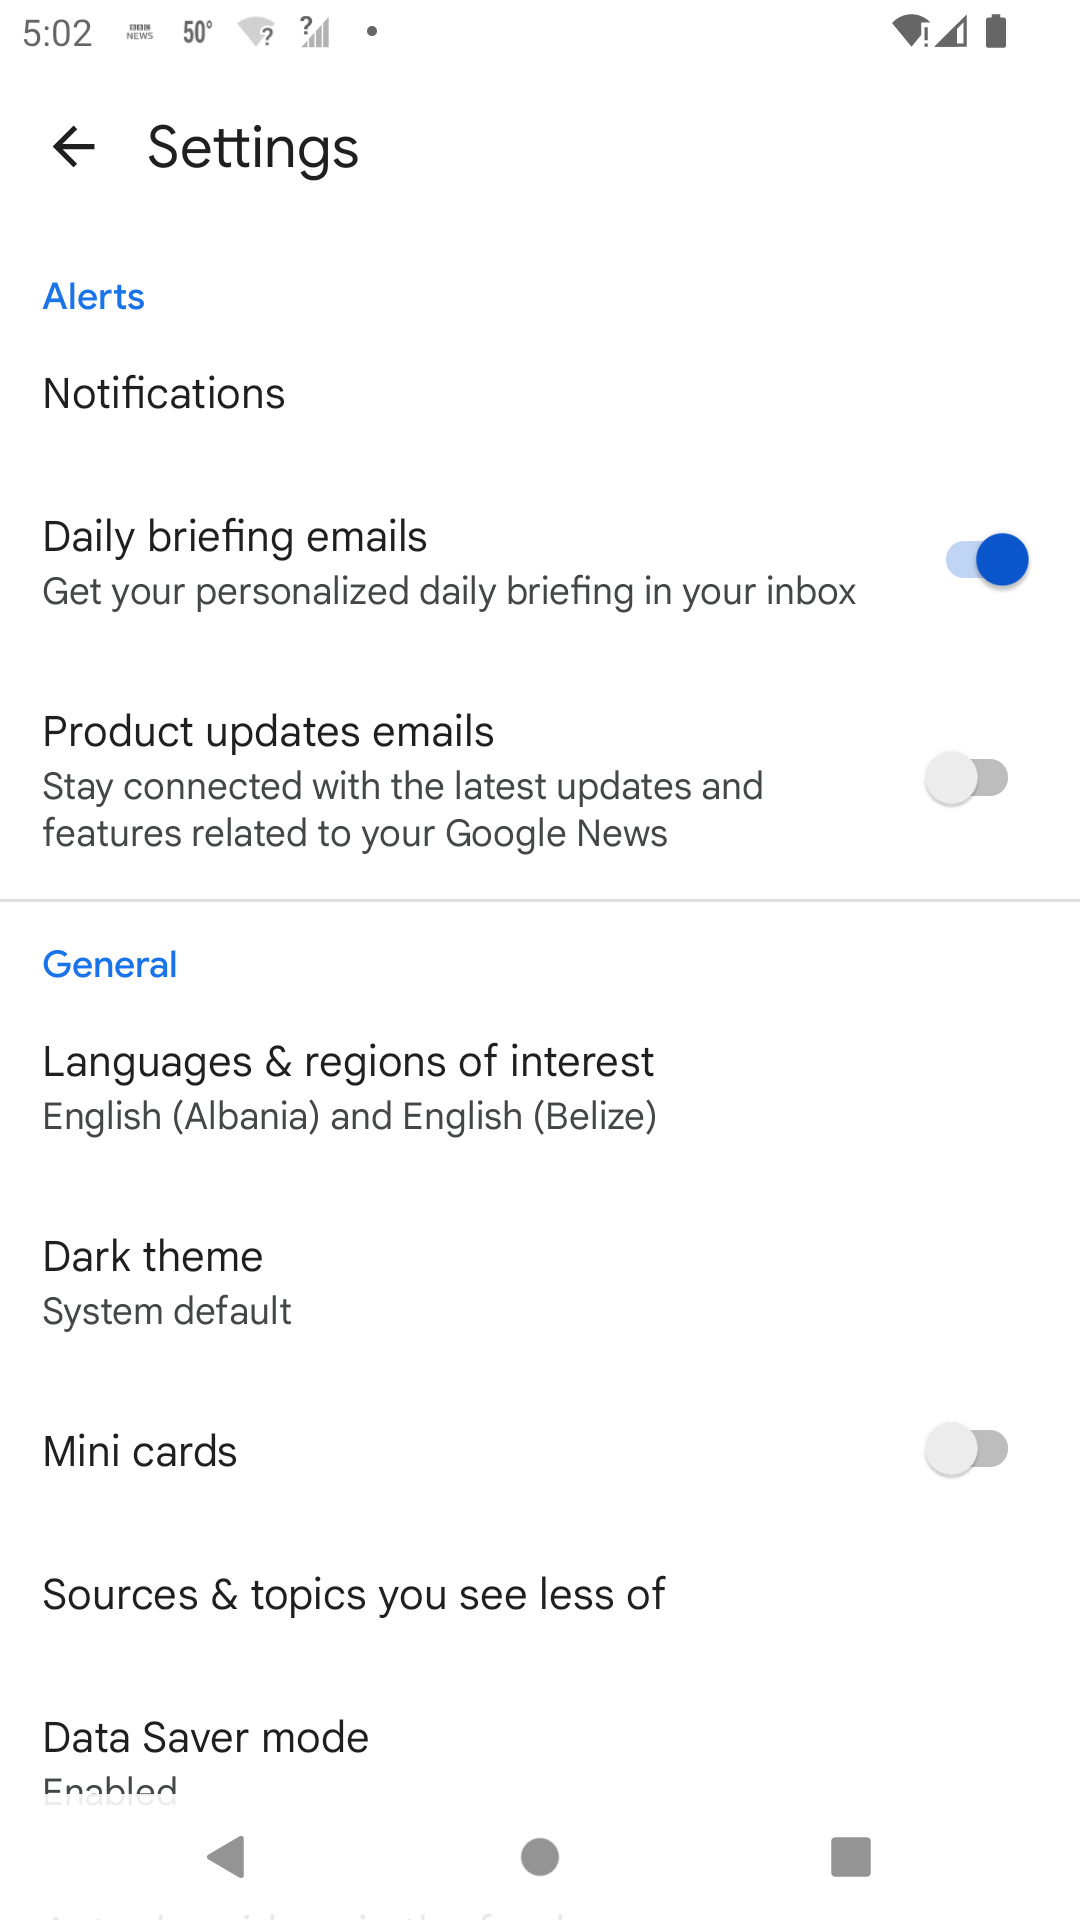 5:02 BBC NEWS 50° ? ? !
Settings
Alerts
Notifications
Daily briefing emails
Get your personalized daily briefing in your inbox
Product updates emails
Stay connected with the latest updates and
features related to your Google News
General
Languages & regions of interest
English (Albania) and English (Belize)
Dark theme
System default
Mini cards
Sources & topics you see less of
Data Saver mode
Enabled